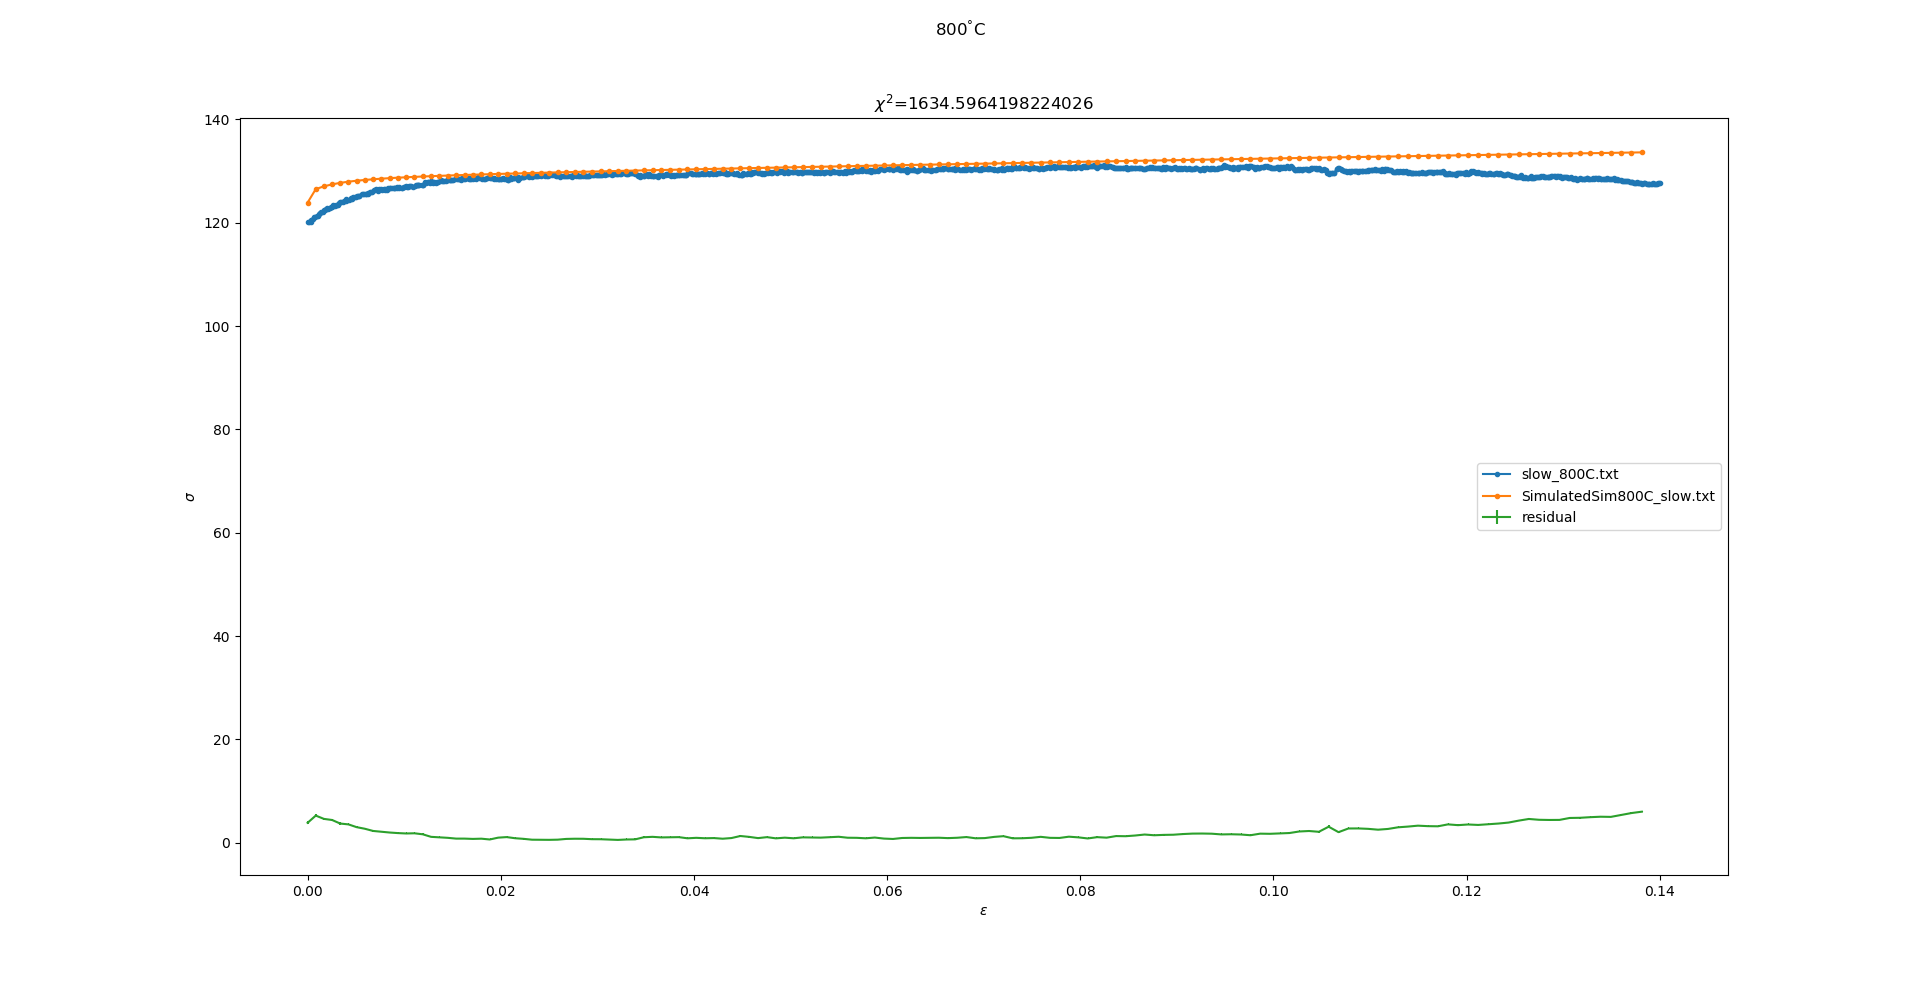 800°C
χ²=1634.5964198224026
140
120
100
80
60
40
20
0
σ
slow_800C.txt
SimulatedSim800C_slow.txt
residual
0.00 0.02 0.04 0.06 0.08 0.10 0.12 0.14
ε